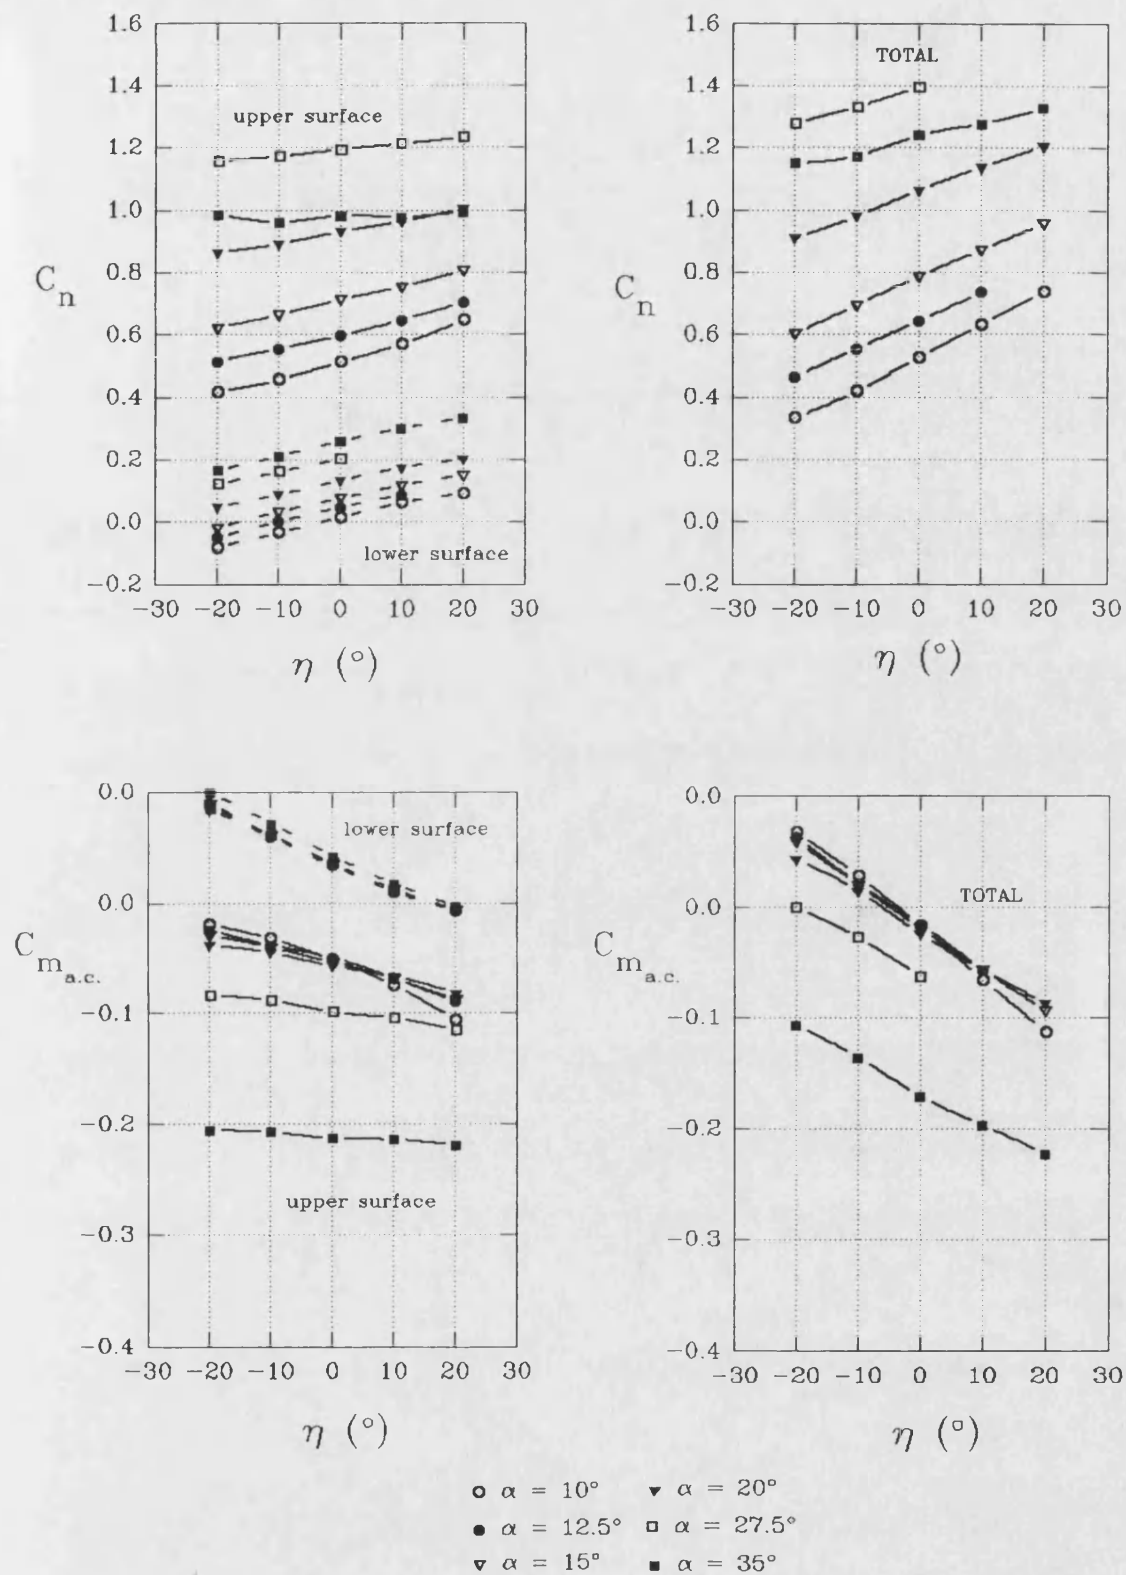 1.6
1.4
1.2
1.0
0.8
0.6
0.4
0.2
0.0
−0.2
C_n
upper surface
lower surface
−30 −20 −10 0 10 20 30
η (°)
1.6
1.4
1.2
1.0
0.8
0.6
0.4
0.2
0.0
−0.2
C_n
TOTAL
−30 −20 −10 0 10 20 30
η (°)
0.0
0.0
−0.1
−0.2
−0.3
−0.4
C_m_a.c.
lower surface
upper surface
−30 −20 −10 0 10 20 30
η (°)
0.0
0.0
−0.1
−0.2
−0.3
−0.4
C_m_a.c.
TOTAL
−30 −20 −10 0 10 20 30
η (°)
α = 10° α = 20°
α = 12.5° α = 27.5°
α = 15° α = 35°